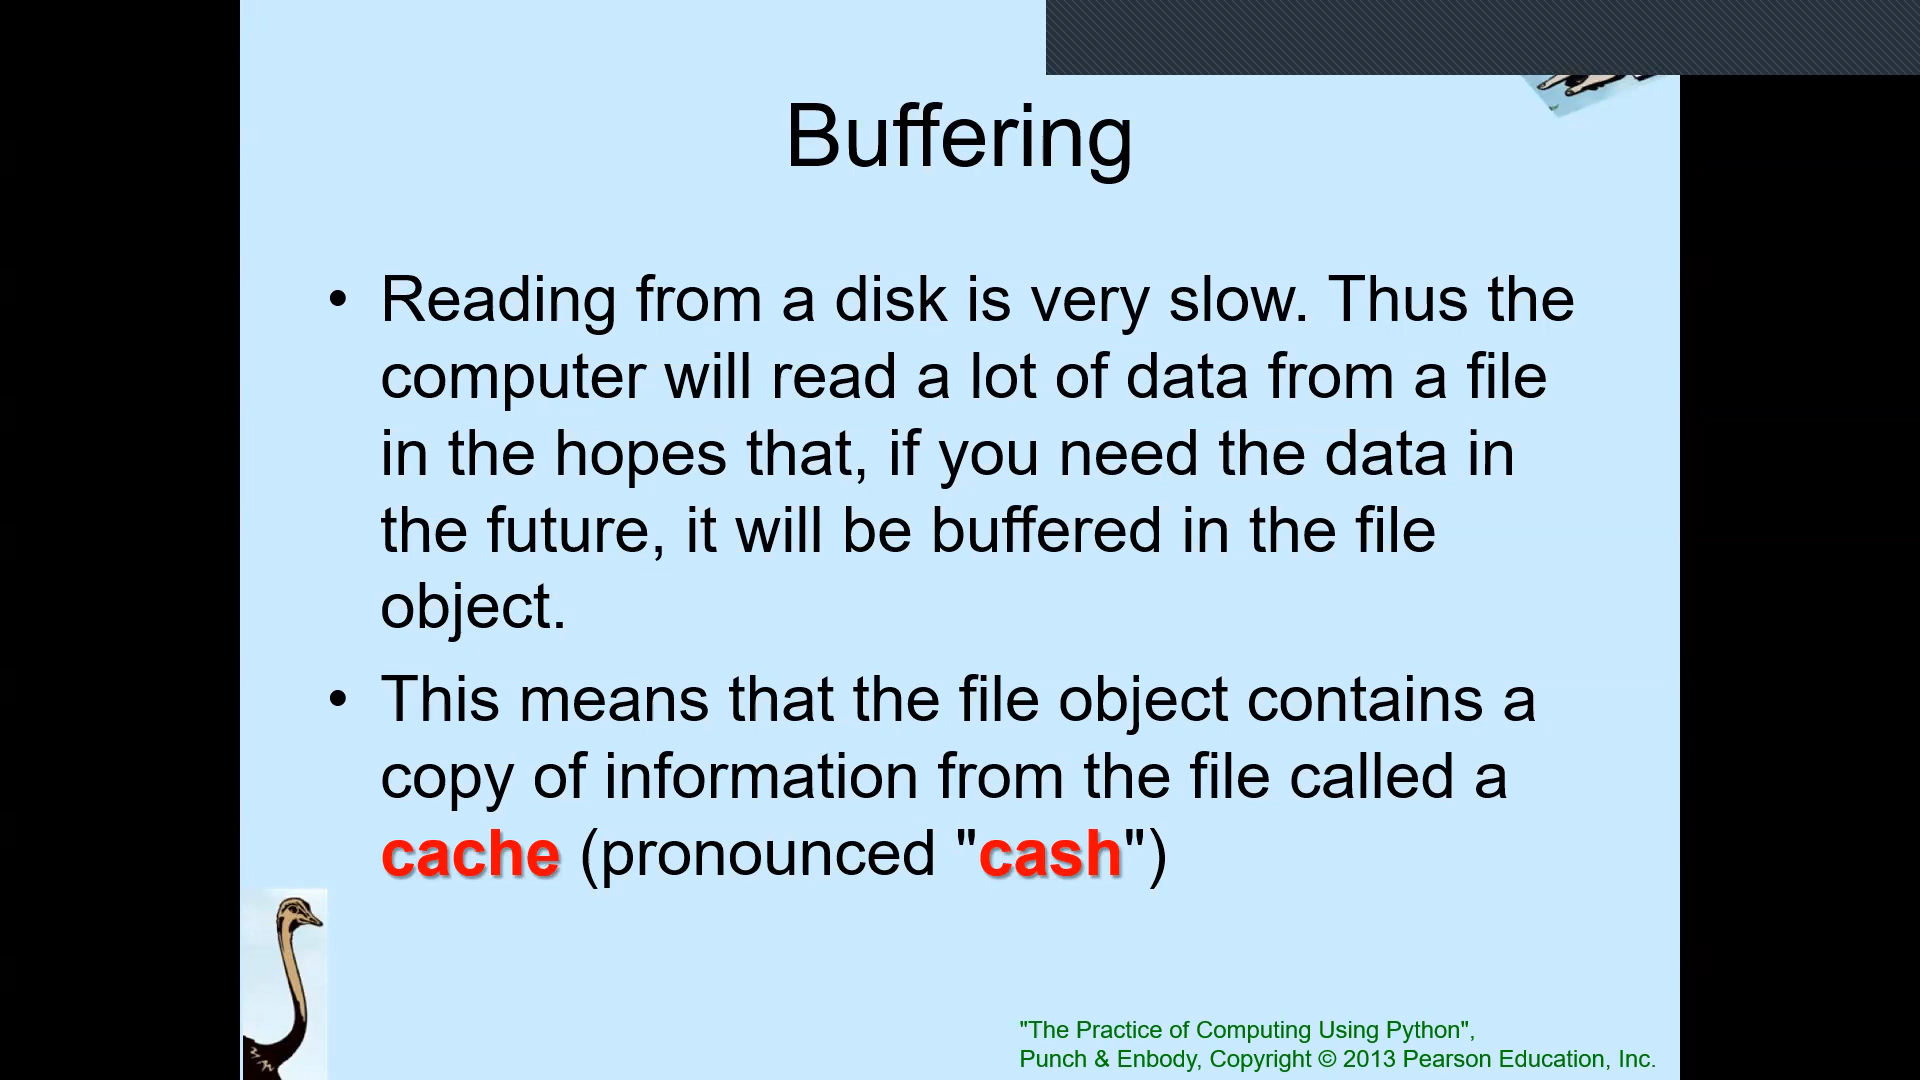 Buffering
• Reading from a disk is very slow. Thus the
computer will read a lot of data from a file
in the hopes that, if you need the data in
the future, it will be buffered in the file
object.
• This means that the file object contains a
copy of information from the file called a
cache (pronounced "cash")
"The Practice of Computing Using Python",
Punch & Enbody, Copyright © 2013 Pearson Education, Inc.